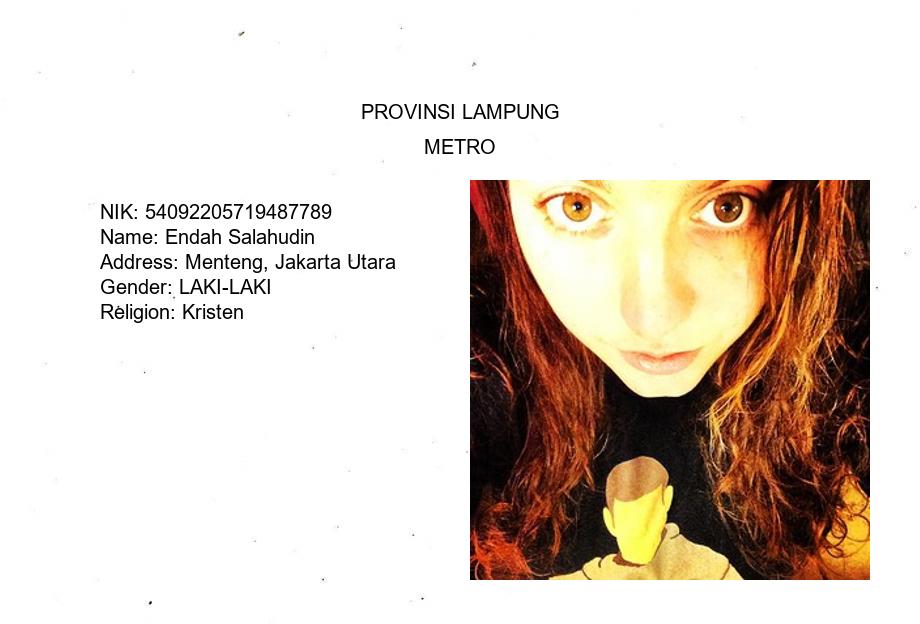 PROVINSI LAMPUNG
METRO
NIK: 54092205719487789
Name: Endah Salahudin
Address: Menteng, Jakarta Utara
Gender: LAKI-LAKI
Religion: Kristen